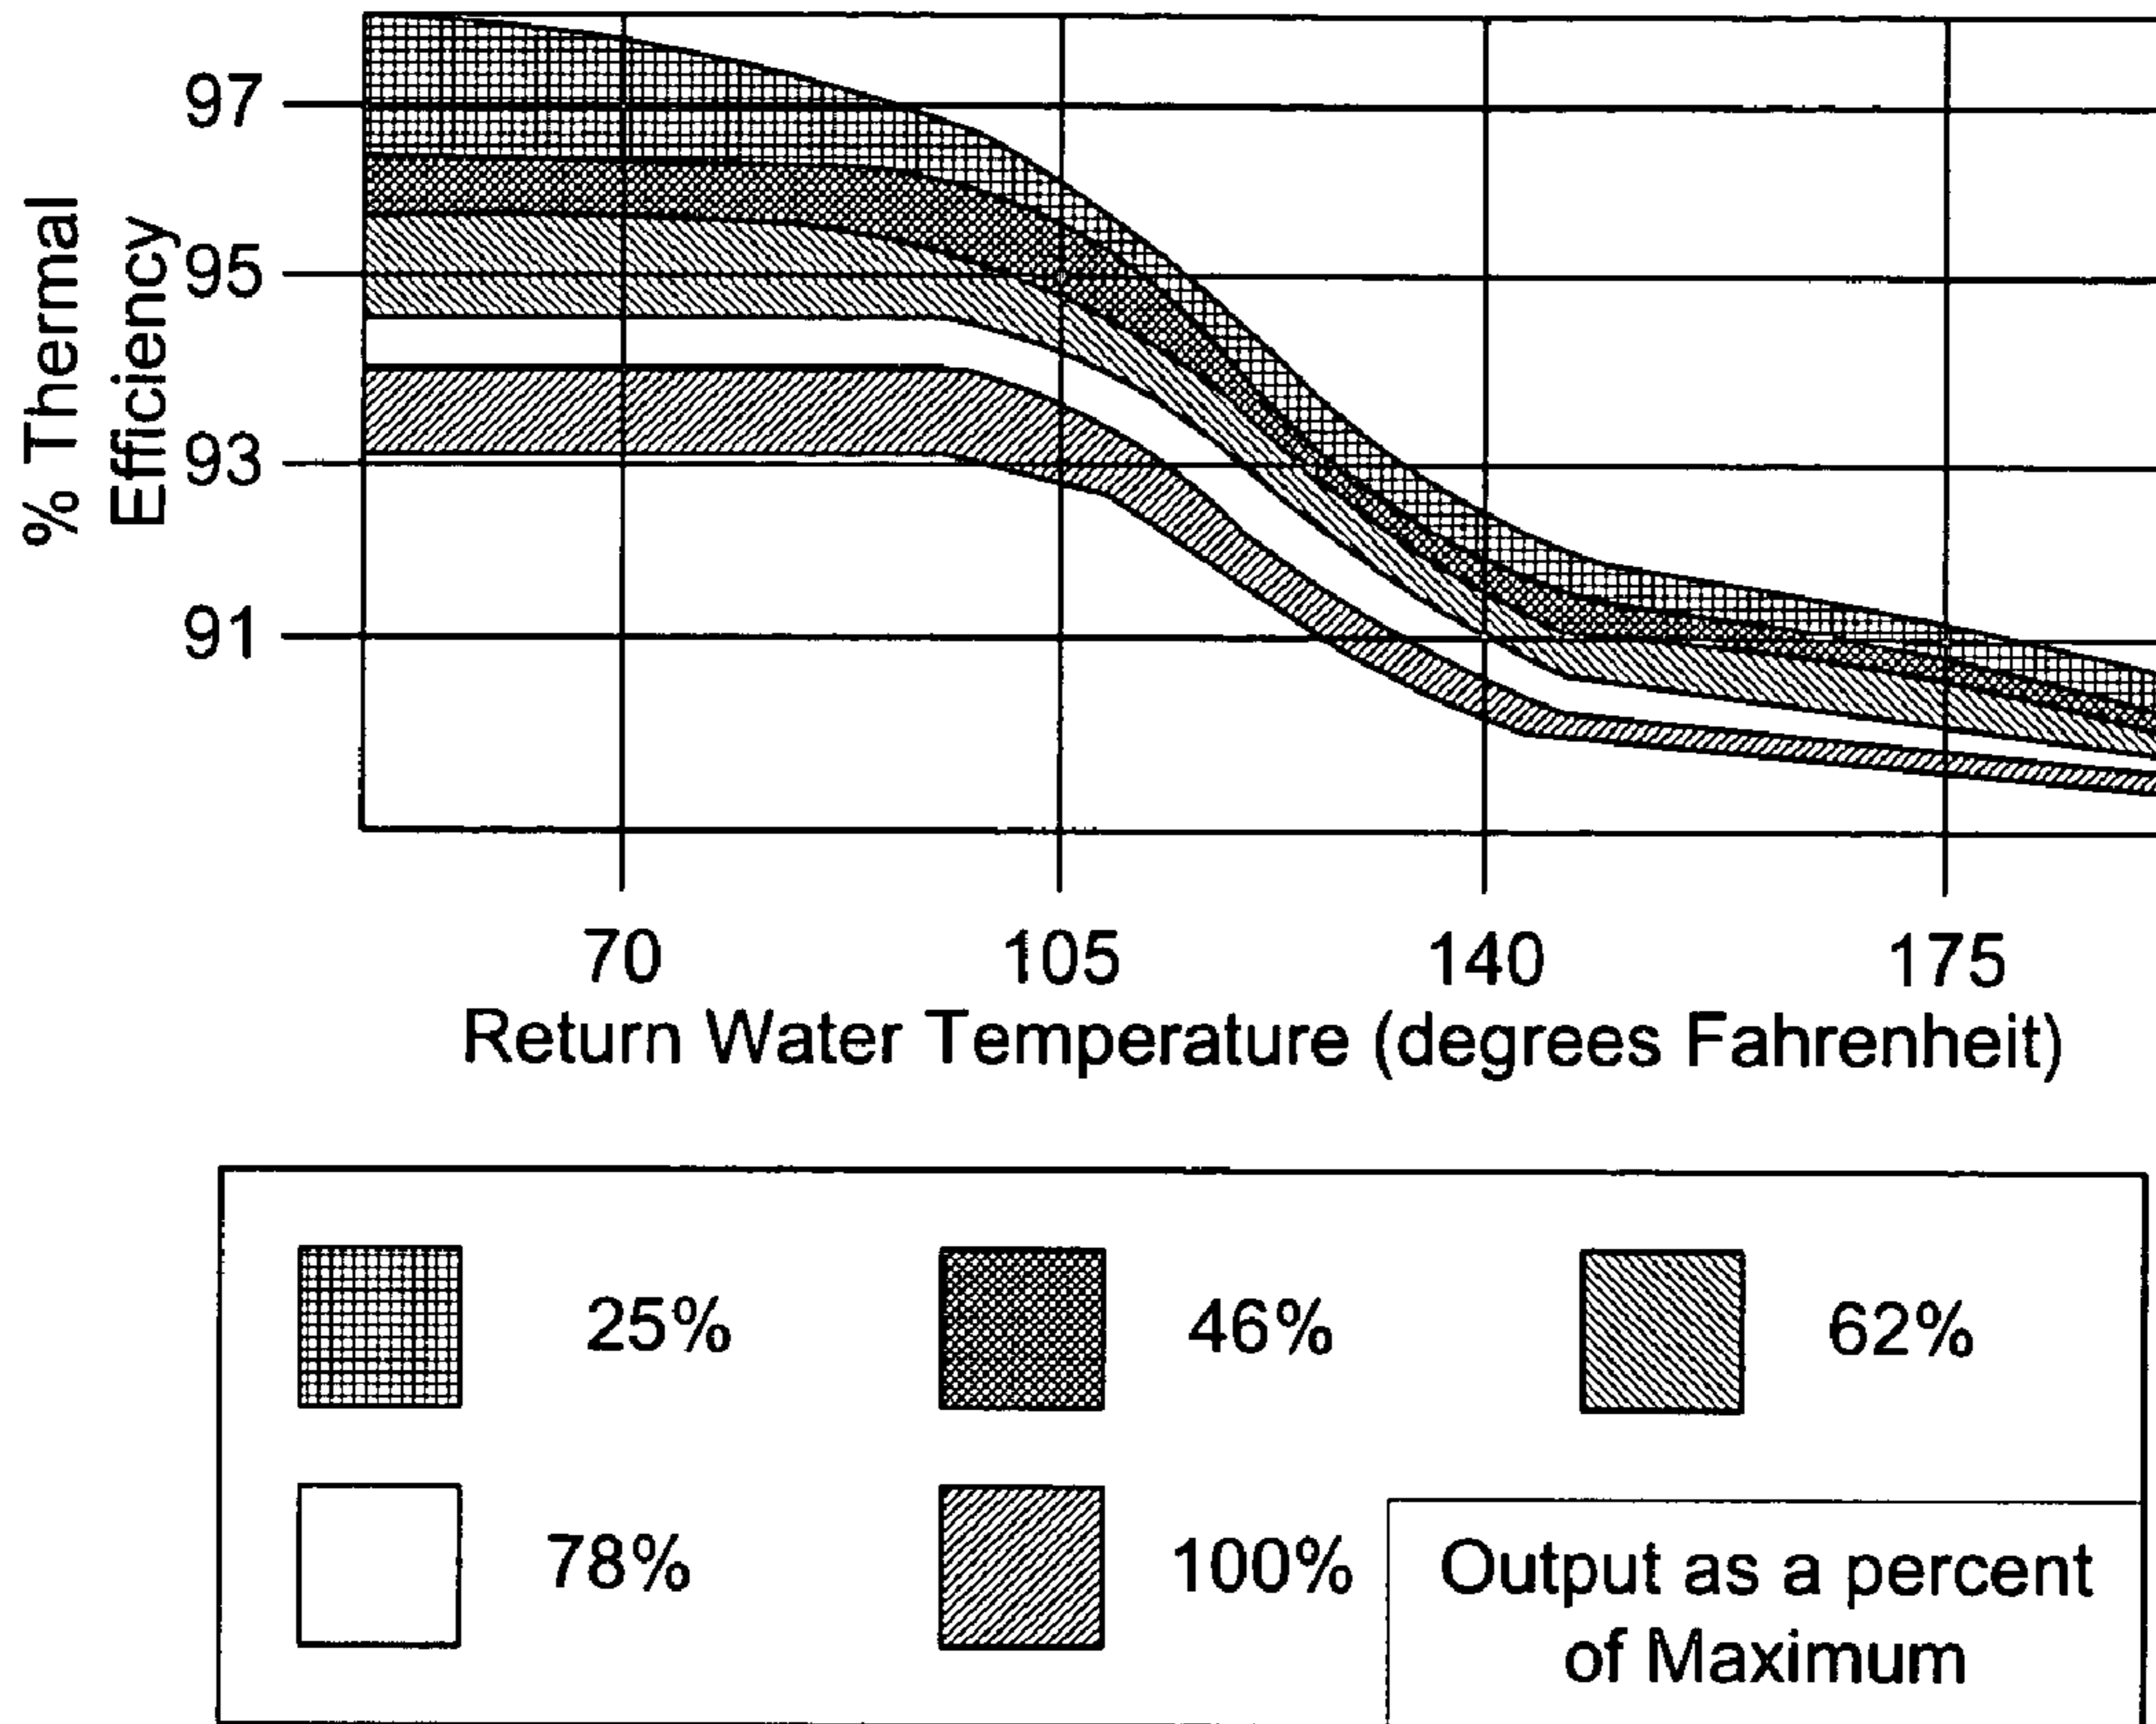 97
95
93
91
% Thermal
Efficiency
70 105 140 175
Return Water Temperature (degrees Fahrenheit)
25% 46% 62%
78% 100%
Output as a percent
of Maximum